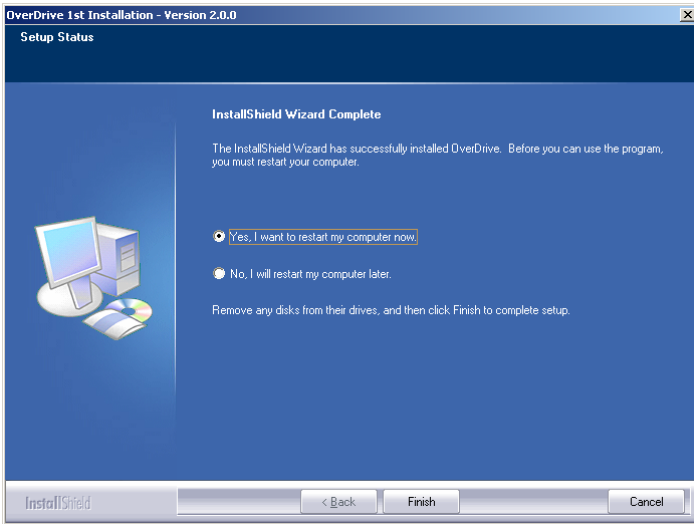 OverDrive 1st Installation - Version 2.0.0
Setup Status
InstallShield Wizard Complete
The InstallShield Wizard has successfully installed OverDrive. Before you can use the program,
you must restart your computer.
Yes, I want to restart my computer now.
No, I will restart my computer later.
Remove any disks from their drives, and then click Finish to complete setup.
InstallShield
< Back
Finish
Cancel